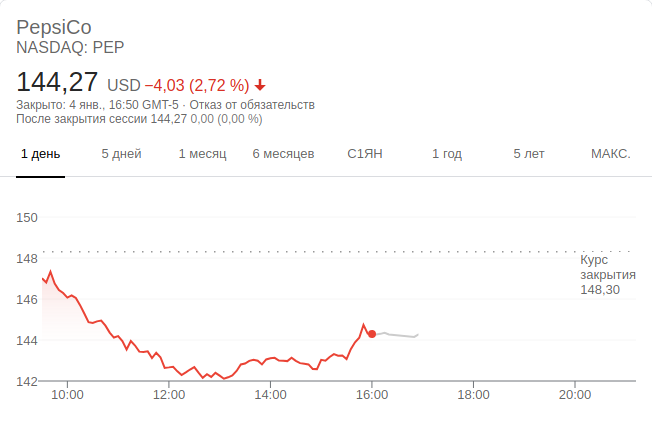 PepsiCo
NASDAQ: PEP
144,27 USD −4,03 (2,72 %)
Закрыто: 4 янв., 16:50 GMT-5 · Отказ от обязательств
После закрытия сессии 144,27 0,00 (0,00 %)
1 день 5 дней 1 месяц 6 месяцев С1ЯН 1 год 5 лет МАКС.
150
148
146
144
142
Курс
закрытия
148,30
10:00 12:00 14:00 16:00 18:00 20:00